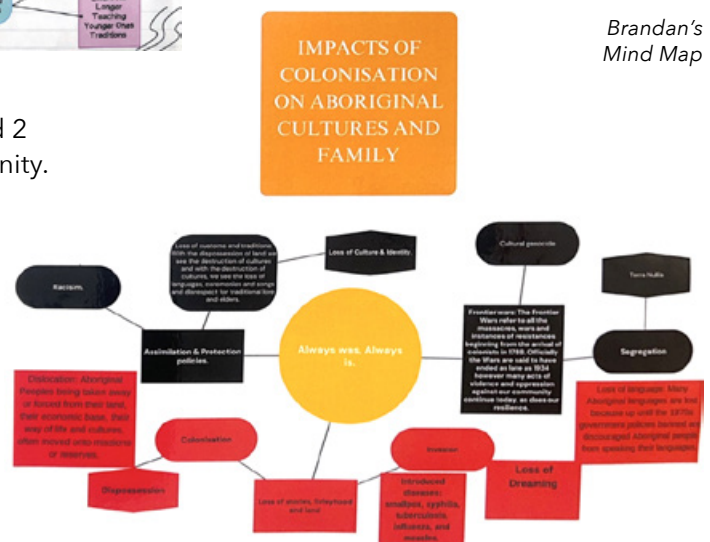 Longer
Teaching
Younger Ones
Traditions
Brandan's
Mind Map
IMPACTS OF
COLONISATION
ON ABORIGINAL
CULTURES AND
FAMILY
d 2
nity.
Loss of customs and traditions:
With the dispossession of land we
see the destruction of cultures
and with the destruction of
cultures, we see the loss of
languages, ceremonies and songs
and disrespect for traditional lore
and elders.
Loss of Culture & Identity.
Cultural genocide
Racism.
Terra Nullis
Assimilation & Protection
policies.
Always was. Always
is.
Frontier wars: The Frontier
Wars refer to all the
massacres, wars and
instances of resistances
beginning from the arrival of
colonists in 1788. Officially
the Wars are said to have
ended as late as 1934
however many acts of
violence and oppression
against our community
continue today, as does our
resilience.
Segregation
Dislocation: Aboriginal
Peoples being taken away
or forced from their land,
their economic base, their
way of life and cultures,
often moved onto missions
or reserves.
Loss of language: Many
Aboriginal languages are lost
because up until the 1970s
government policies banned and
discouraged Aboriginal people
from speaking their languages.
Colonisation
Invasion
Dispossession
Loss of stories,
and land
Introduced
diseases:
smallpox, syphilis,
tuberculosis,
influenza, and
measles.
Loss of
Dreaming